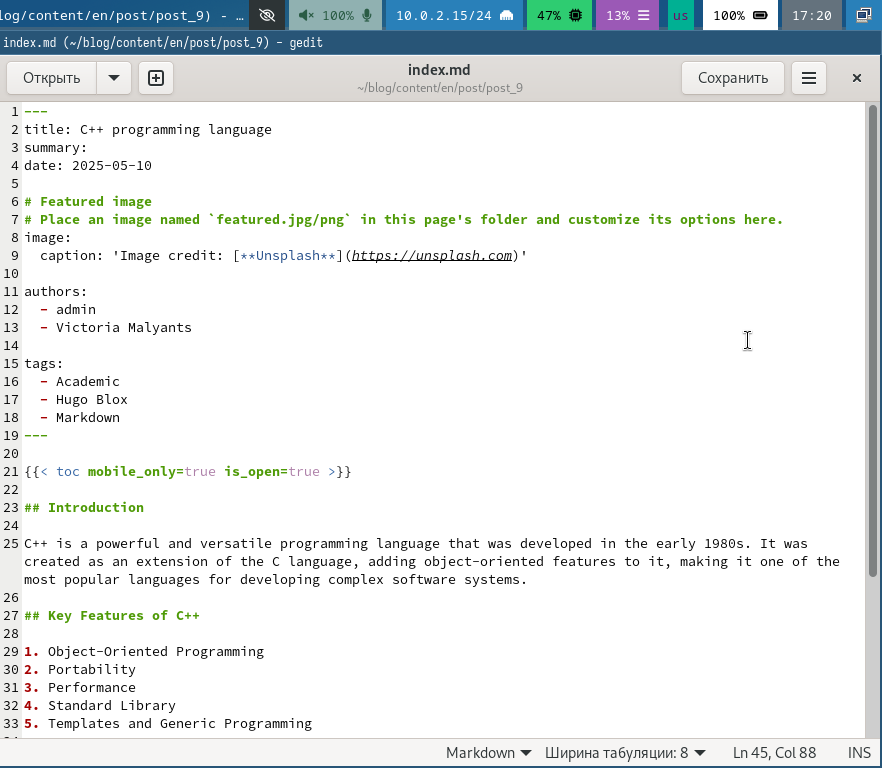 log/content/en/post/post_9) - … 100% 10.0.2.15/24 47% 13% us 100% 17:20
index.md (~/blog/content/en/post/post_9) - gedit
Открыть index.md Сохранить
~/blog/content/en/post/post_9
1 ---
2 title: C++ programming language
3 summary:
4 date: 2025-05-10
5
6 # Featured image
7 # Place an image named `featured.jpg/png` in this page's folder and customize its options here.
8 image:
9   caption: 'Image credit: [**Unsplash**](https://unsplash.com)'
10
11 authors:
12   - admin
13   - Victoria Malyants
14
15 tags:
16   - Academic
17   - Hugo Blox
18   - Markdown
19 ---
20
21 {{< toc mobile_only=true is_open=true >}}
22
23 ## Introduction
24
25 C++ is a powerful and versatile programming language that was developed in the early 1980s. It was
created as an extension of the C language, adding object-oriented features to it, making it one of the
most popular languages for developing complex software systems.
26
27 ## Key Features of C++
28
29 1. Object-Oriented Programming
30 2. Portability
31 3. Performance
32 4. Standard Library
33 5. Templates and Generic Programming
Markdown Ширина табуляции: 8 Ln 45, Col 88 INS